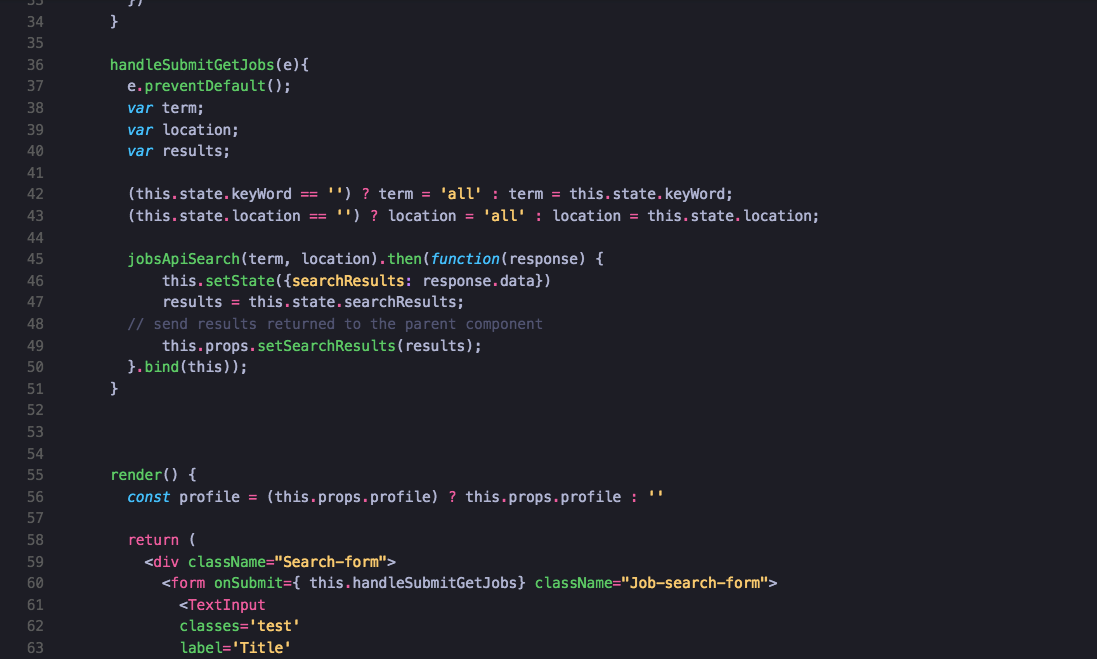 33 })
34 }
35
36 handleSubmitGetJobs(e){
37 e.preventDefault();
38 var term;
39 var location;
40 var results;
41
42 (this.state.keyWord == '') ? term = 'all' : term = this.state.keyWord;
43 (this.state.location == '') ? location = 'all' : location = this.state.location;
44
45 jobsApiSearch(term, location).then(function(response) {
46 this.setState({searchResults: response.data})
47 results = this.state.searchResults;
48 // send results returned to the parent component
49 this.props.setSearchResults(results);
50 }.bind(this));
51 }
52
53
54
55 render() {
56 const profile = (this.props.profile) ? this.props.profile : ''
57
58 return (
59 <div className="Search-form">
60 <form onSubmit={ this.handleSubmitGetJobs} className="Job-search-form">
61 <TextInput
62 classes='test'
63 label='Title'